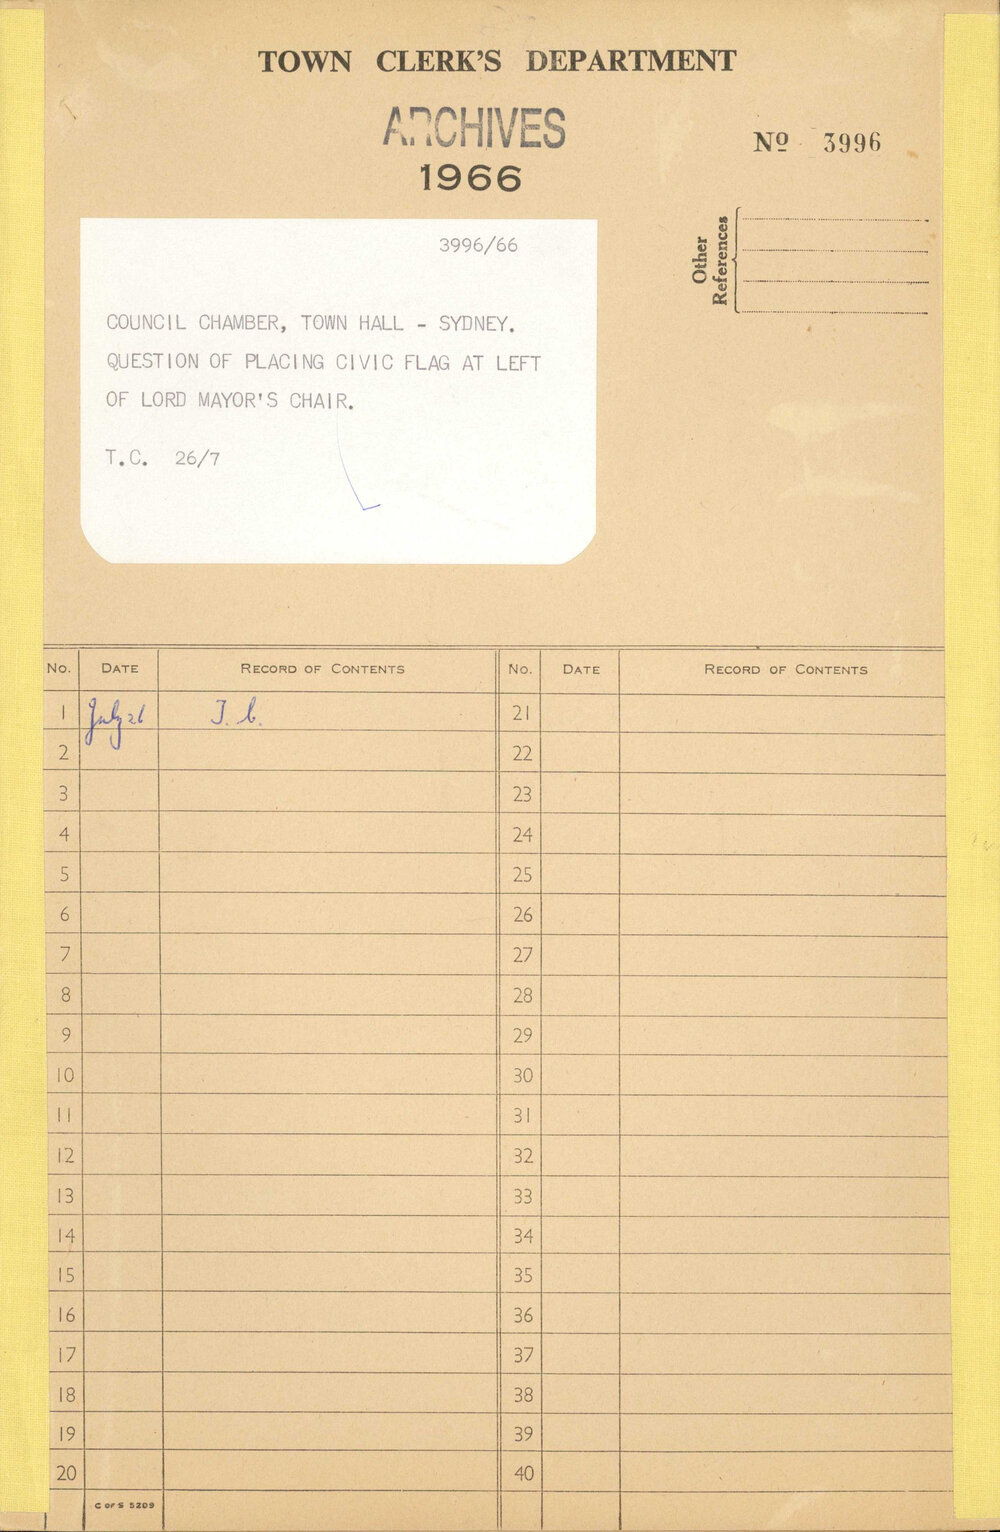 TOWN CLERK'S DEPARTMENT
ARCHIVES
1966
Nº 3996
Other
References
3996/66
COUNCIL CHAMBER, TOWN HALL - SYDNEY.
QUESTION OF PLACING CIVIC FLAG AT LEFT
OF LORD MAYOR'S CHAIR.
T.C. 26/7
No. DATE RECORD OF CONTENTS No. DATE RECORD OF CONTENTS
1 July 26 T. C. 21
2 22
3 23
4 24
5 25
6 26
7 27
8 28
9 29
10 30
11 31
12 32
13 33
14 34
15 35
16 36
17 37
18 38
19 39
20 40
C OF S 5209